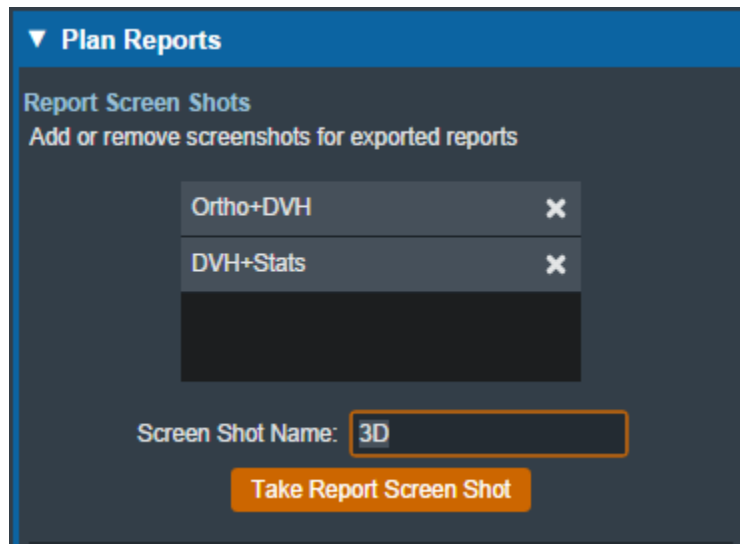 ▼ Plan Reports
Report Screen Shots
Add or remove screenshots for exported reports
Ortho+DVH ✖
DVH+Stats ✖
Screen Shot Name: 3D
Take Report Screen Shot